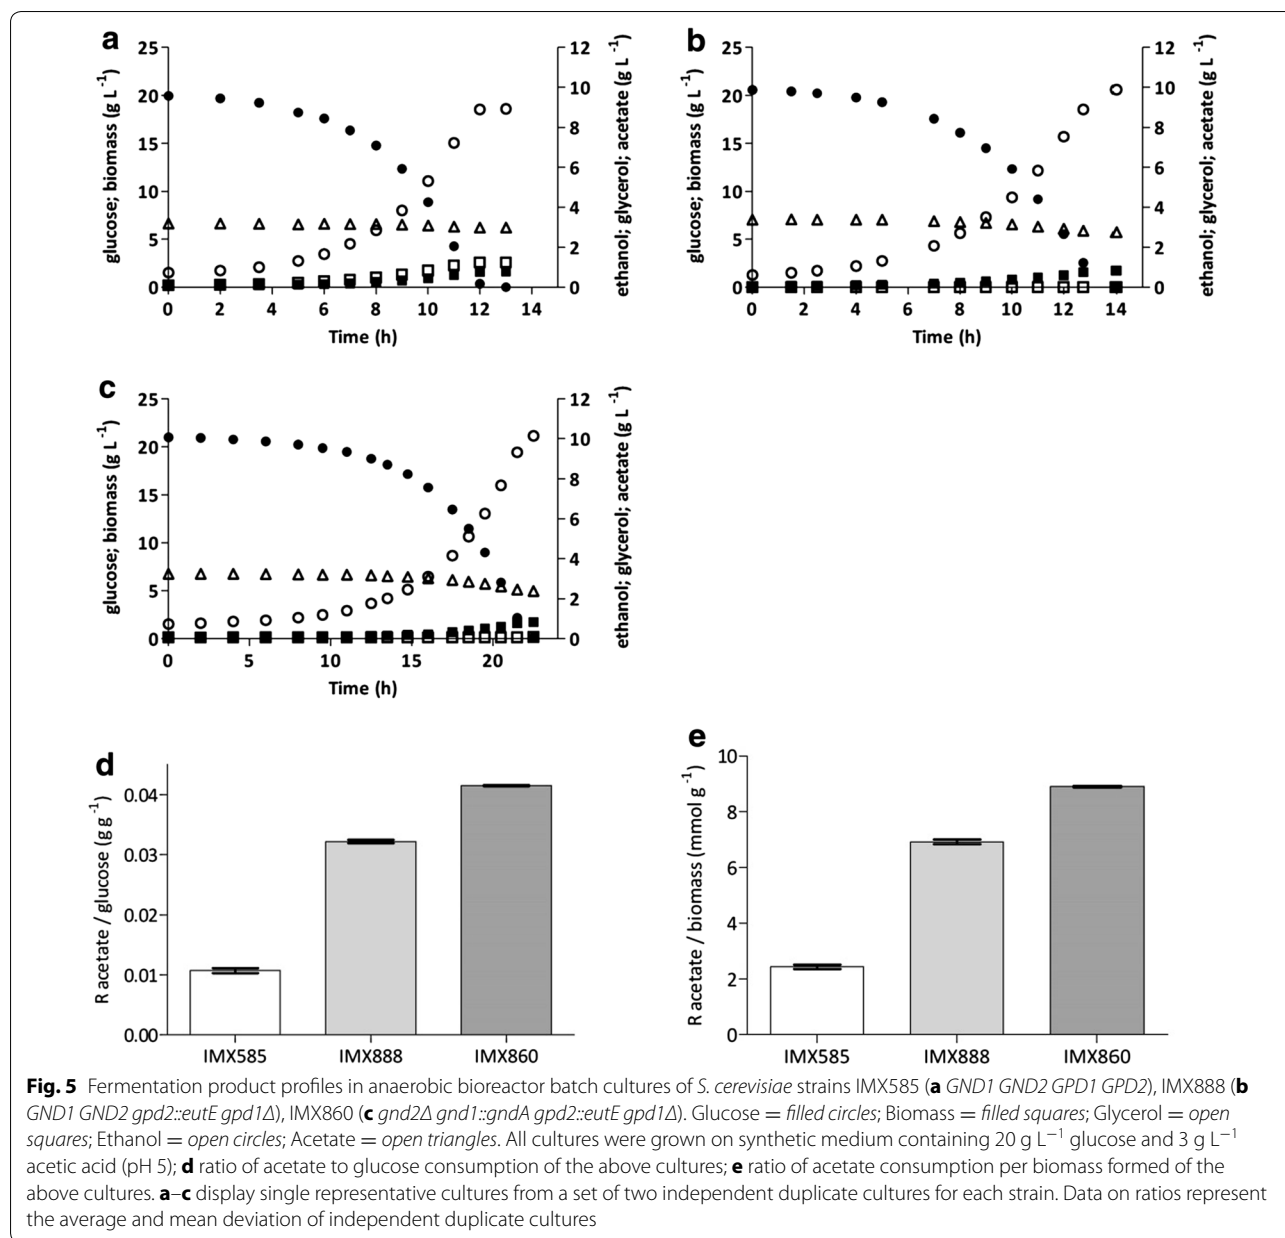 a
25
20
15
10
5
0
glucose; biomass (g L⁻¹)
12
10
8
6
4
2
0
ethanol; glycerol; acetate (g L⁻¹)
0 2 4 6 8 10 12 14
Time (h)
b
25
20
15
10
5
0
glucose; biomass (g L⁻¹)
12
10
8
6
4
2
0
ethanol; glycerol; acetate (g L⁻¹)
0 2 4 6 8 10 12 14
Time (h)
c
25
20
15
10
5
0
glucose; biomass (g L⁻¹)
12
10
8
6
4
2
0
ethanol; glycerol; acetate (g L⁻¹)
0 5 10 15 20
Time (h)
d
R acetate / glucose (g g⁻¹)
0.04
0.03
0.02
0.01
0.00
IMX585 IMX888 IMX860
e
R acetate / biomass (mmol g⁻¹)
10
8
6
4
2
0
IMX585 IMX888 IMX860
Fig. 5 Fermentation product profiles in anaerobic bioreactor batch cultures of S. cerevisiae strains IMX585 (a GND1 GND2 GPD1 GPD2), IMX888 (b
GND1 GND2 gpd2::eutE gpd1Δ), IMX860 (c gnd2Δ gnd1::gndA gpd2::eutE gpd1Δ). Glucose = filled circles; Biomass = filled squares; Glycerol = open
squares; Ethanol = open circles; Acetate = open triangles. All cultures were grown on synthetic medium containing 20 g L⁻¹ glucose and 3 g L⁻¹
acetic acid (pH 5); d ratio of acetate to glucose consumption of the above cultures; e ratio of acetate consumption per biomass formed of the
above cultures. a–c display single representative cultures from a set of two independent duplicate cultures for each strain. Data on ratios represent
the average and mean deviation of independent duplicate cultures